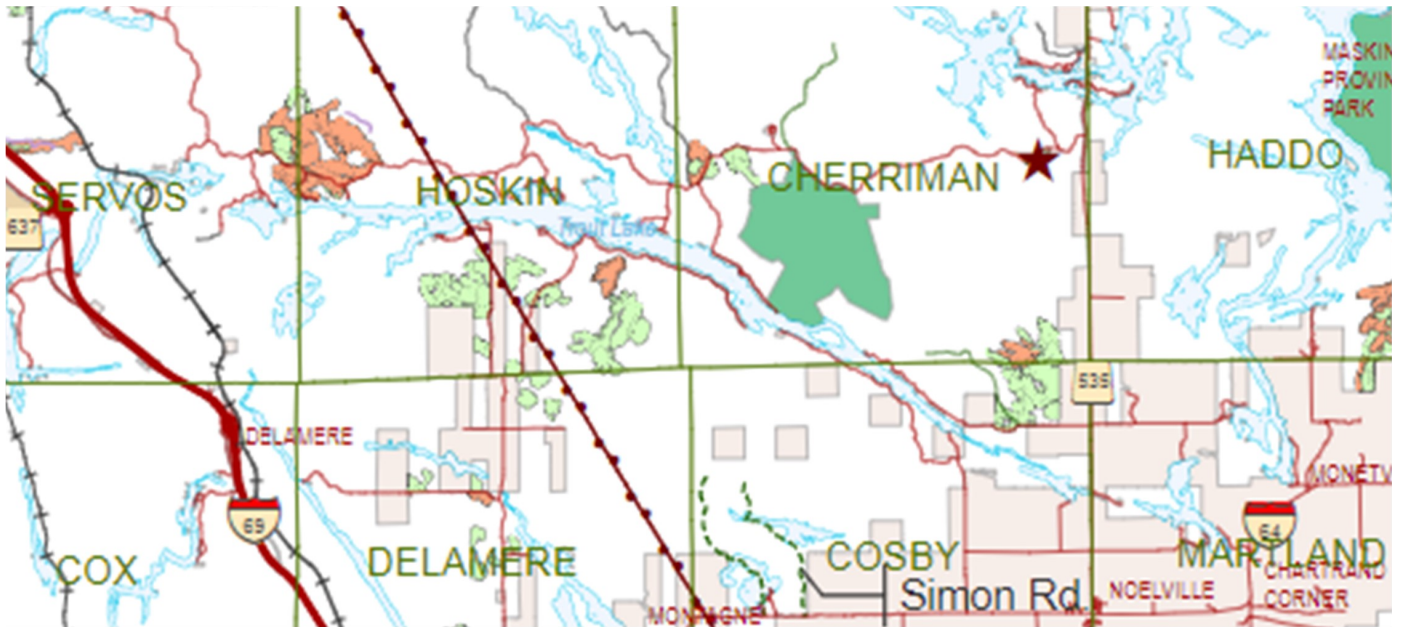 MASKIN
PROVIN
PARK
HADDO
CHERRIMAN
SERVOS
HOSKIN
637
Trout Lake
535
DELAMERE
MONETV
69
64
COX
DELAMERE
COSBY
MARTLAND
CHARTRAND
CORNER
Simon Rd
NOELVILLE
MONTAGNE